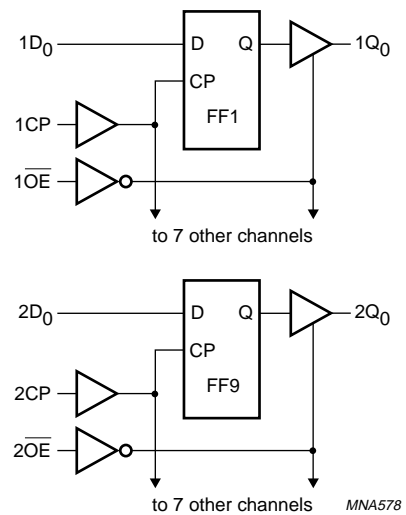 1D0
D
Q
1Q0
CP
FF1
1CP
1OE
to 7 other channels
2D0
D
Q
2Q0
CP
FF9
2CP
2OE
to 7 other channels
MNA578